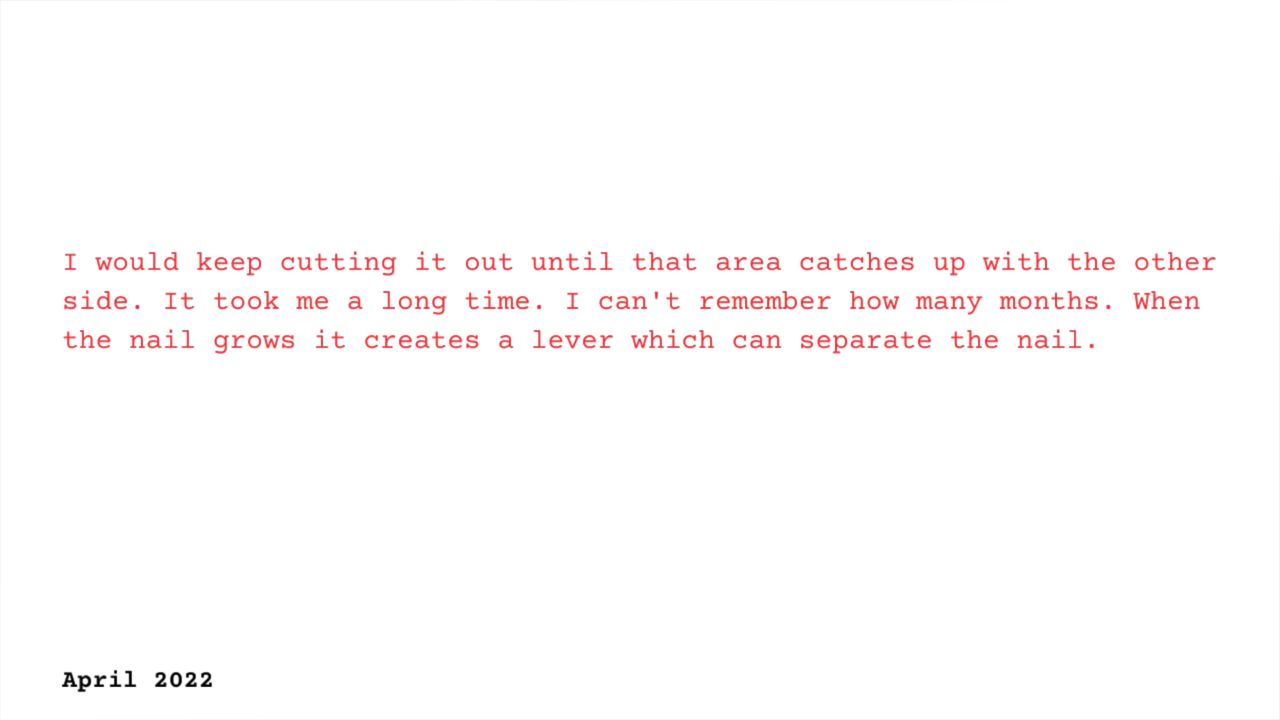 I would keep cutting it out until that area catches up with the other
side. It took me a long time. I can't remember how many months. When
the nail grows it creates a lever which can separate the nail.
April 2022